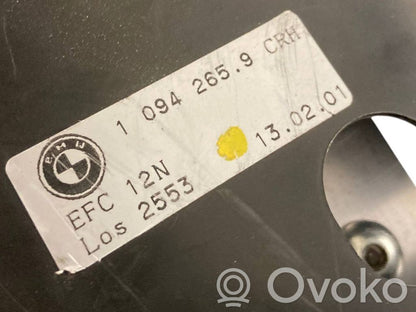 BMW
1 094 265.9 CRH
EFC 12N 13.02.01
Los 2553
Ovoko